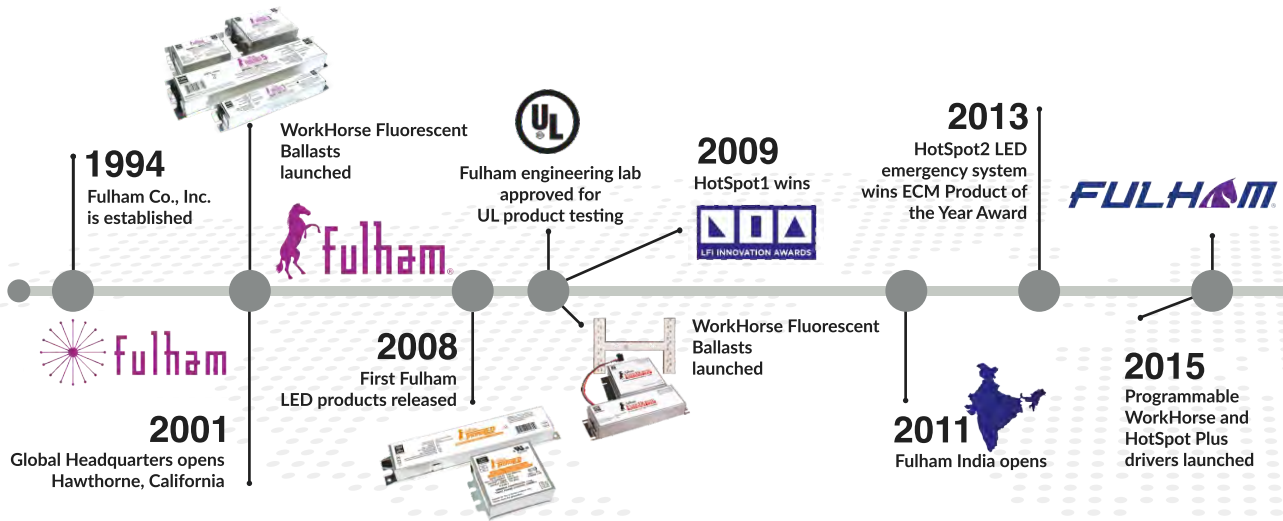 1994
Fulham Co., Inc.
is established
fulham
WorkHorse Fluorescent
Ballasts
launched
fulham®
2001
Global Headquarters opens
Hawthorne, California
2008
First Fulham
LED products released
UL
Fulham engineering lab
approved for
UL product testing
2009
HotSpot1 wins
LIA
LFI INNOVATION AWARDS
WorkHorse Fluorescent
Ballasts
launched
2011
Fulham India opens
2013
HotSpot2 LED
emergency system
wins ECM Product of
the Year Award
FULHAM
2015
Programmable
WorkHorse and
HotSpot Plus
drivers launched